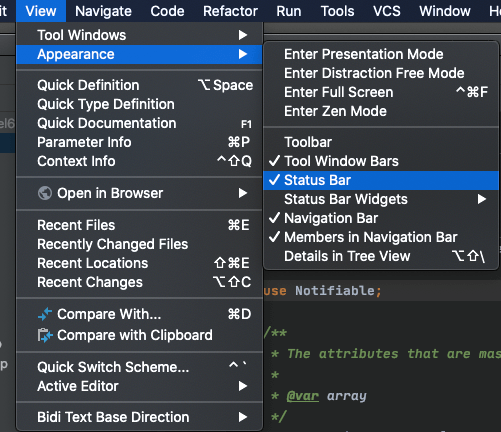 it View Navigate Code Refactor Run Tools VCS Window
Tool Windows
Appearance
Quick Definition ⌥Space
Quick Type Definition
Quick Documentation F1
Parameter Info ⌘P
Context Info ^⇧Q
Open in Browser
Recent Files ⌘E
Recently Changed Files
Recent Locations ⇧⌘E
Recent Changes ⌥⇧C
Compare With... ⌘D
Compare with Clipboard
Quick Switch Scheme... ^`
Active Editor
Bidi Text Base Direction
Enter Presentation Mode
Enter Distraction Free Mode
Enter Full Screen ^⌘F
Enter Zen Mode
Toolbar
✓ Tool Window Bars
✓ Status Bar
Status Bar Widgets
✓ Navigation Bar
✓ Members in Navigation Bar
Details in Tree View ⌥⇧\
use Notifiable;
/**
* The attributes that are mas
*
* @var array
*/